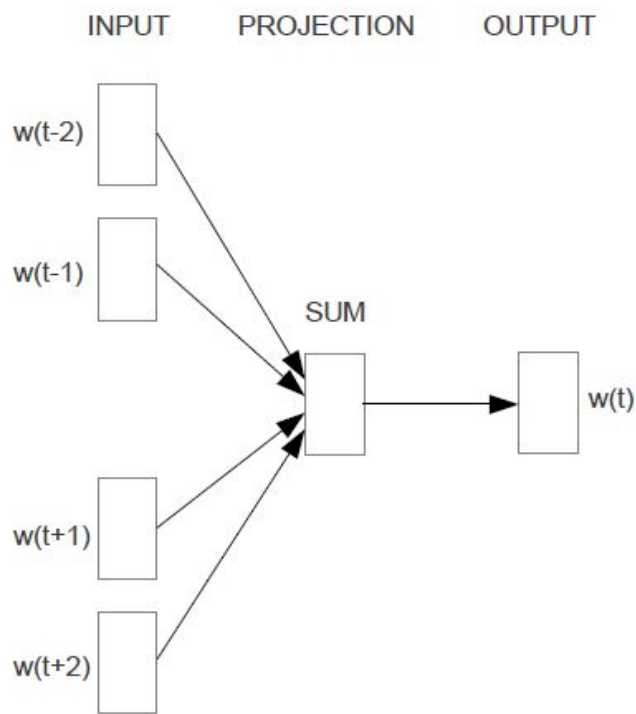 INPUT PROJECTION OUTPUT
w(t-2)
w(t-1)
SUM
w(t)
w(t+1)
w(t+2)